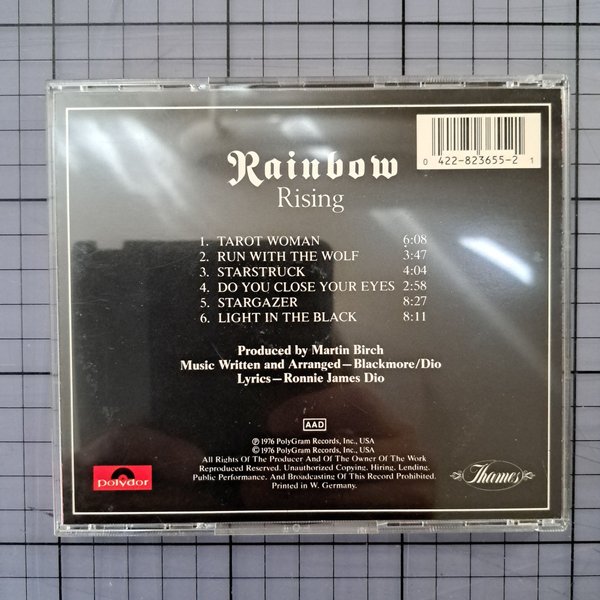 0 422-823655-2 1
Rainbow
Rising
1. TAROT WOMAN 6:08
2. RUN WITH THE WOLF 3:47
3. STARSTRUCK 4:04
4. DO YOU CLOSE YOUR EYES 2:58
5. STARGAZER 8:27
6. LIGHT IN THE BLACK 8:11
Produced by Martin Birch
Music Written and Arranged—Blackmore/Dio
Lyrics—Ronnie James Dio
AAD
℗ 1976 PolyGram Records, Inc., USA
© 1976 PolyGram Records, Inc., USA
All Rights Of The Producer And Of The Owner Of The Work
Reproduced Reserved. Unauthorized Copying, Hiring, Lending,
Public Performance, And Broadcasting Of This Record Prohibited.
Printed in W. Germany.
polydor
Thames